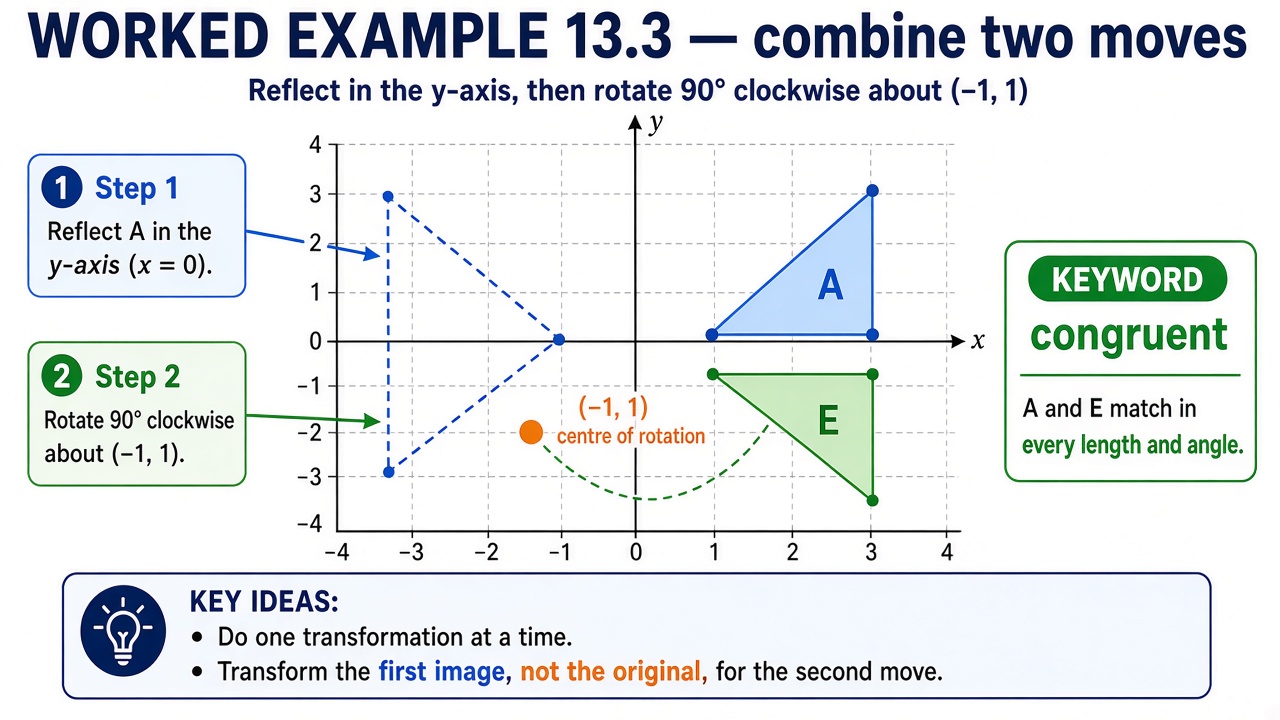 WORKED EXAMPLE 13.3 — combine two moves
Reflect in the y-axis, then rotate 90° clockwise about (−1, 1)
1 Step 1
Reflect A in the
y-axis (x = 0).
2 Step 2
Rotate 90° clockwise
about (−1, 1).
y
4
3
2
1
0
−1
−2
−3
−4
−4 −3 −2 −1 0 1 2 3 4
x
A
E
(−1, 1)
centre of rotation
KEYWORD
congruent
A and E match in
every length and angle.
KEY IDEAS:
• Do one transformation at a time.
• Transform the first image, not the original, for the second move.